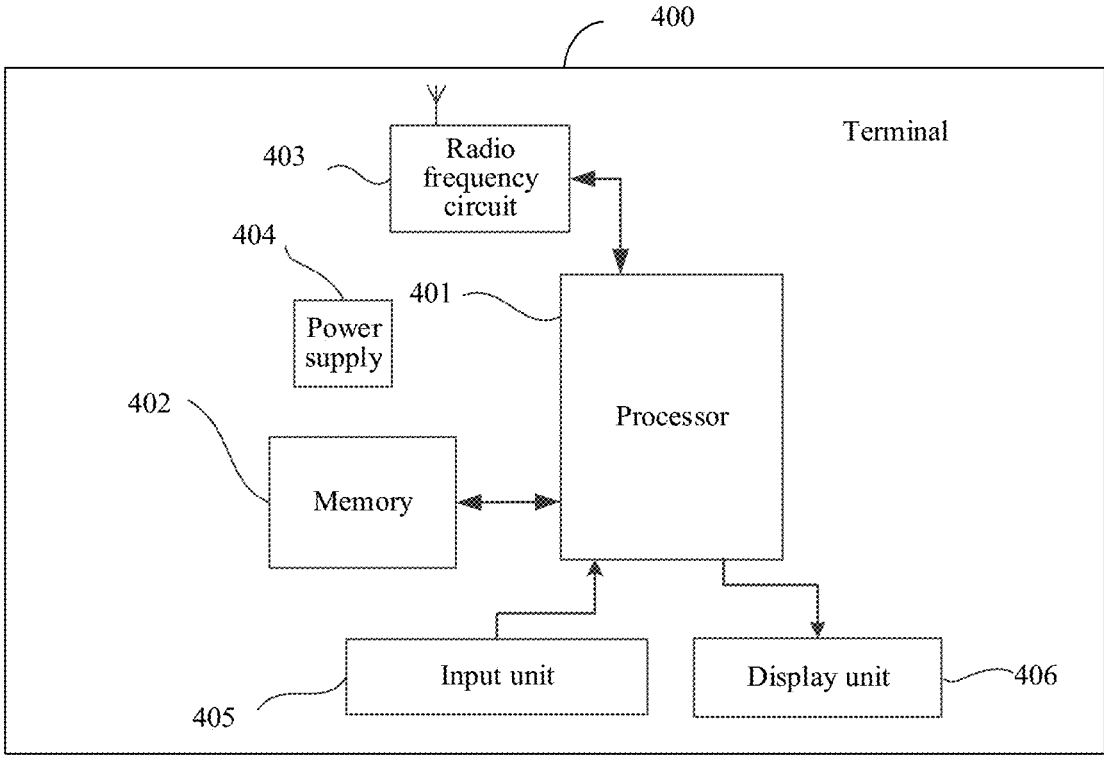 400
Terminal
403
Radio
frequency
circuit
404
Power
supply
401
Processor
402
Memory
405
Input unit
Display unit
406